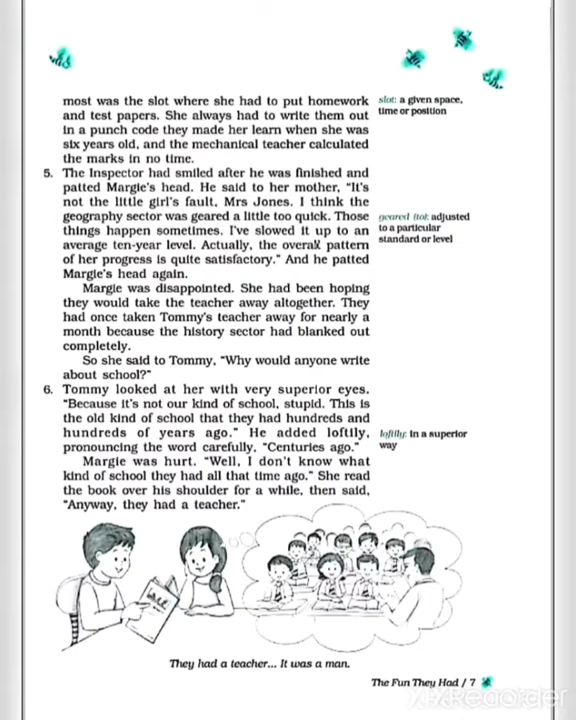 most was the slot where she had to put homework
and test papers. She always had to write them out
in a punch code they made her learn when she was
six years old, and the mechanical teacher calculated
the marks in no time.
slot: a given space,
time or position
5. The Inspector had smiled after he was finished and
patted Margie's head. He said to her mother, “It's
not the little girl's fault, Mrs Jones. I think the
geography sector was geared a little too quick. Those
things happen sometimes. I've slowed it up to an
average ten-year level. Actually, the overall pattern
of her progress is quite satisfactory.” And he patted
Margie's head again.
geared (to): adjusted
to a particular
standard or level
Margie was disappointed. She had been hoping
they would take the teacher away altogether. They
had once taken Tommy's teacher away for nearly a
month because the history sector had blanked out
completely.
So she said to Tommy, “Why would anyone write
about school?”
6. Tommy looked at her with very superior eyes.
“Because it's not our kind of school, stupid. This is
the old kind of school that they had hundreds and
hundreds of years ago.” He added loftily,
pronouncing the word carefully, “Centuries ago.”
loftily: in a superior
way
Margie was hurt. “Well, I don't know what
kind of school they had all that time ago.” She read
the book over his shoulder for a while, then said,
“Anyway, they had a teacher.”
They had a teacher... It was a man.
The Fun They Had / 7